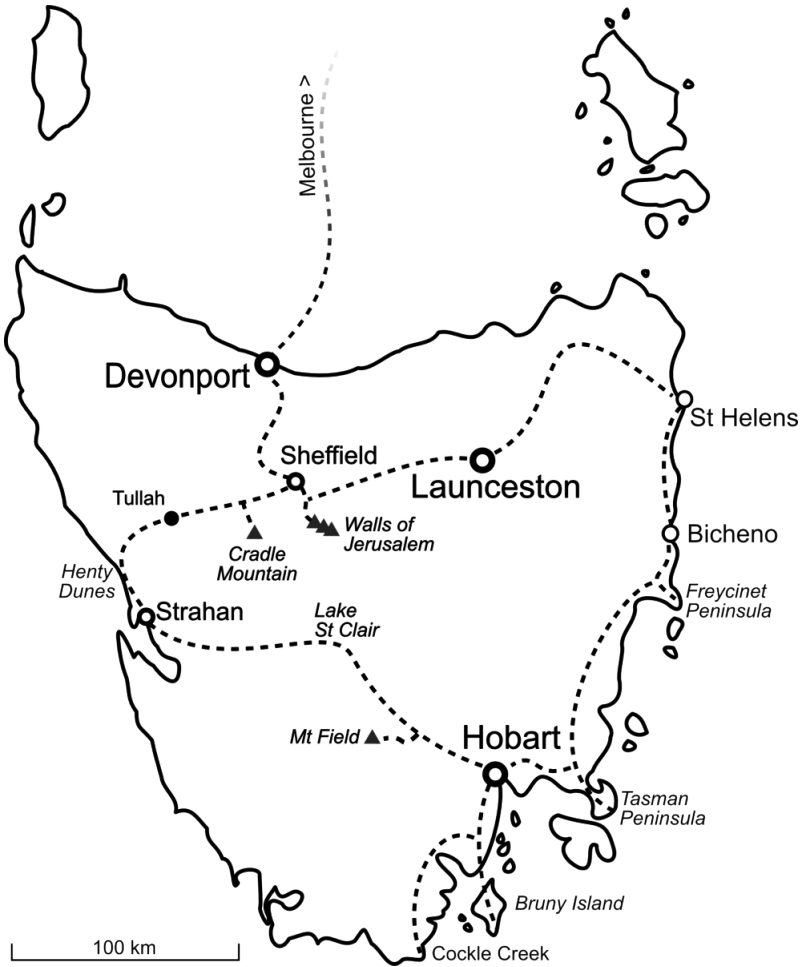 Melbourne >
Devonport
St Helens
Sheffield
Launceston
Tullah
Walls of
Jerusalem
Bicheno
Cradle
Mountain
Henty
Dunes
Freycinet
Peninsula
Strahan
Lake
St Clair
Mt Field
Hobart
Tasman
Peninsula
Bruny Island
100 km
Cockle Creek